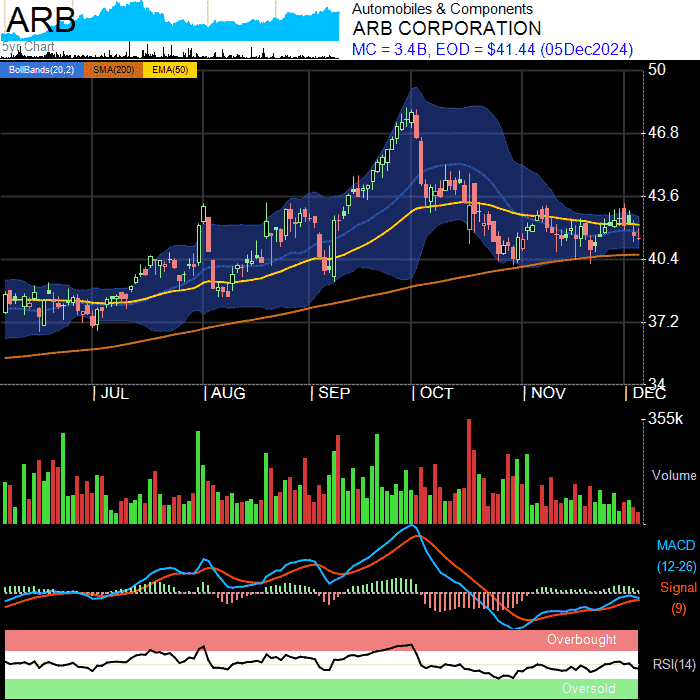 ARB
5yr Chart
Automobiles & Components
ARB CORPORATION
MC = 3.4B, EOD = $41.44 (05Dec2024)
BollBands(20,2) SMA(200) EMA(50)
50
46.8
43.6
40.4
37.2
34
| JUL | AUG | SEP | OCT | NOV | DEC
355k
Volume
MACD
(12-26)
Signal
(9)
Overbought
RSI(14)
Oversold